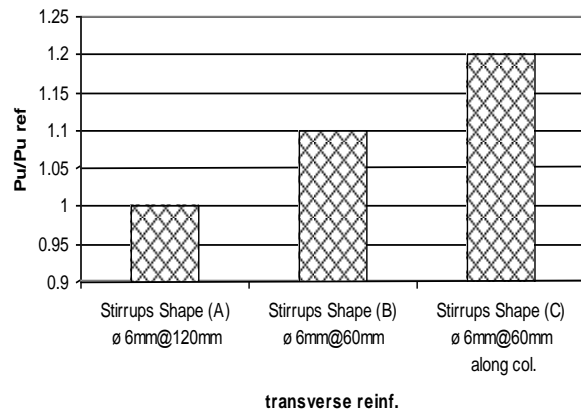 1.25
1.2
1.15
1.1
1.05
1
0.95
0.9
Pu/Pu ref
Stirrups Shape (A)
ø 6mm@120mm
Stirrups Shape (B)
ø 6mm@60mm
Stirrups Shape (C)
ø 6mm@60mm
along col.
transverse reinf.